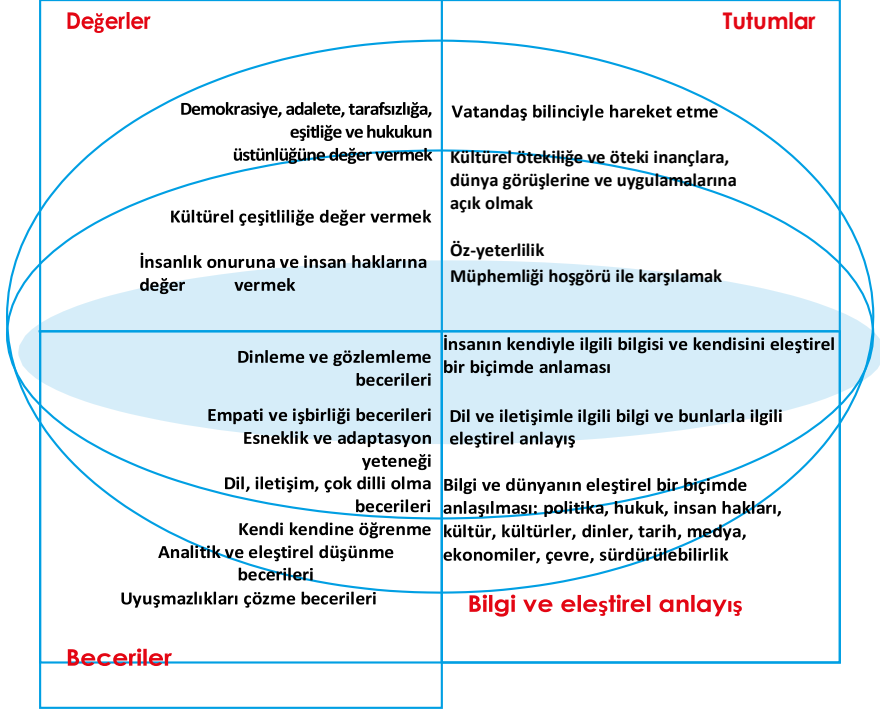 Değerler
Demokrasiye, adalete, tarafsızlığa,
eşitliğe ve hukukun
üstünlüğüne değer vermek
Kültürel çeşitliliğe değer vermek
İnsanlık onuruna ve insan haklarına
değer vermek
Tutumlar
Vatandaş bilinciyle hareket etme
Kültürel ötekiliğe ve öteki inançlara,
dünya görüşlerine ve uygulamalarına
açık olmak
Öz-yeterlilik
Müphemliği hoşgörü ile karşılamak
Dinleme ve gözlemleme
becerileri
Empati ve işbirliği becerileri
Esneklik ve adaptasyon
yeteneği
Dil, iletişim, çok dilli olma
becerileri
Kendi kendine öğrenme
Analitik ve eleştirel düşünme
becerileri
Uyuşmazlıkları çözme becerileri
Beceriler
İnsanın kendiyle ilgili bilgisi ve kendisini eleştirel
bir biçimde anlaması
Dil ve iletişimle ilgili bilgi ve bunlarla ilgili
eleştirel anlayış
Bilgi ve dünyanın eleştirel bir biçimde
anlaşılması: politika, hukuk, insan hakları,
kültür, kültürler, dinler, tarih, medya,
ekonomiler, çevre, sürdürülebilirlik
Bilgi ve eleştirel anlayış